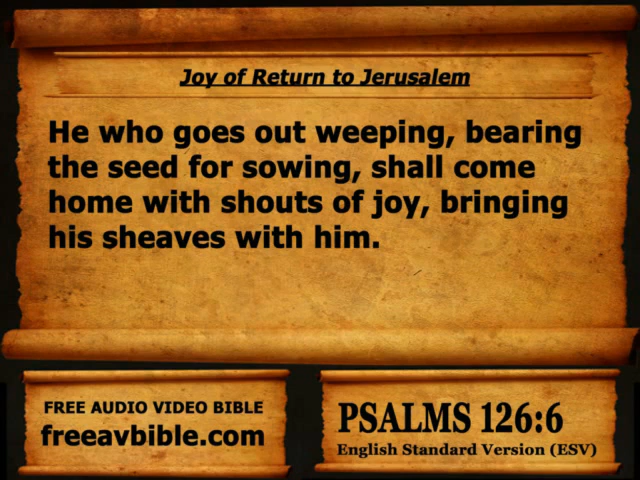 Joy of Return to Jerusalem
He who goes out weeping, bearing
the seed for sowing, shall come
home with shouts of joy, bringing
his sheaves with him.
FREE AUDIO VIDEO BIBLE
freeavbible.com
PSALMS 126:6
English Standard Version (ESV)